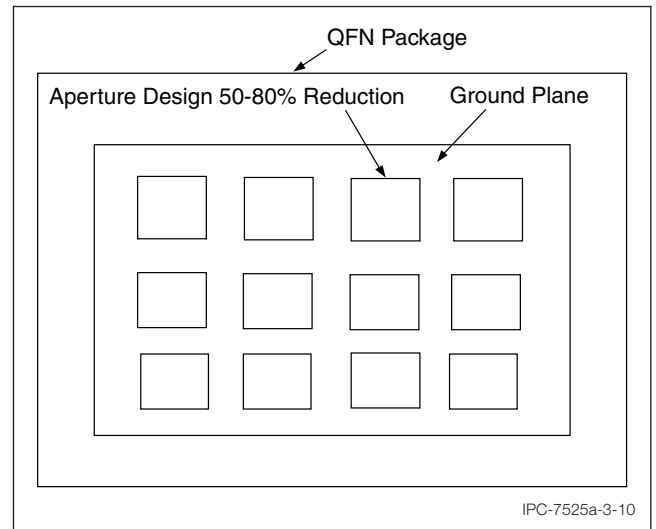 QFN Package
Aperture Design 50-80% Reduction
Ground Plane
IPC-7525a-3-10